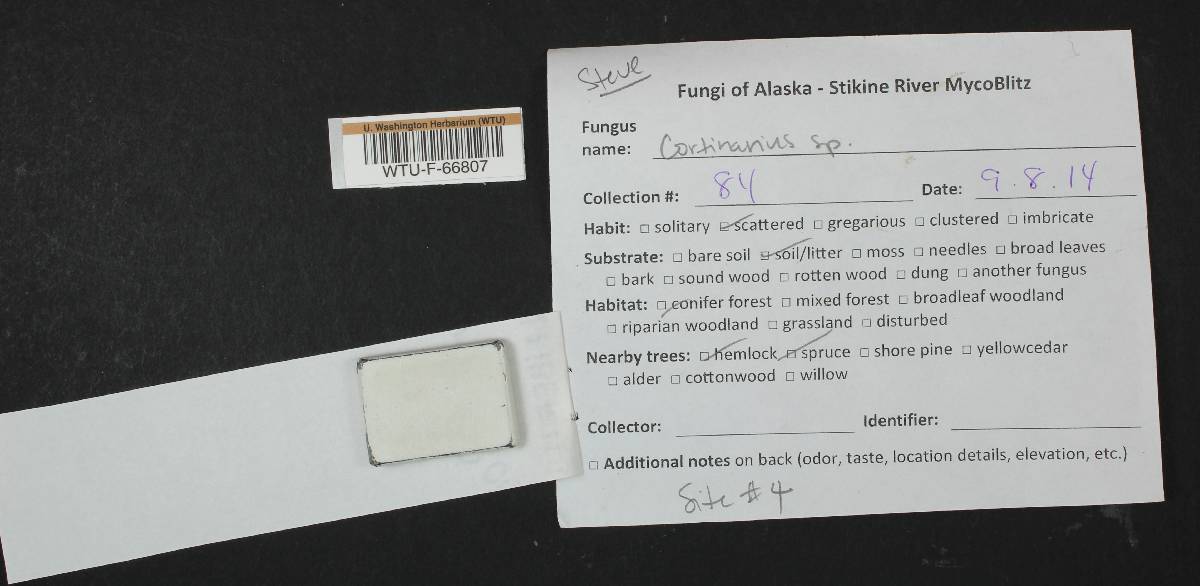 U. Washington Herbarium (WTU)
WTU-F-66807
Steve
Fungi of Alaska - Stikine River MycoBlitz
Fungus name: Cortinarius sp.
Collection #: 84 Date: 9.8.14
Habit: □ solitary □ scattered □ gregarious □ clustered □ imbricate
Substrate: □ bare soil □ soil/litter □ moss □ needles □ broad leaves
□ bark □ sound wood □ rotten wood □ dung □ another fungus
Habitat: □ conifer forest □ mixed forest □ broadleaf woodland
□ riparian woodland □ grassland □ disturbed
Nearby trees: □ hemlock □ spruce □ shore pine □ yellowcedar
□ alder □ cottonwood □ willow
Collector: Identifier:
□ Additional notes on back (odor, taste, location details, elevation, etc.)
Site #4